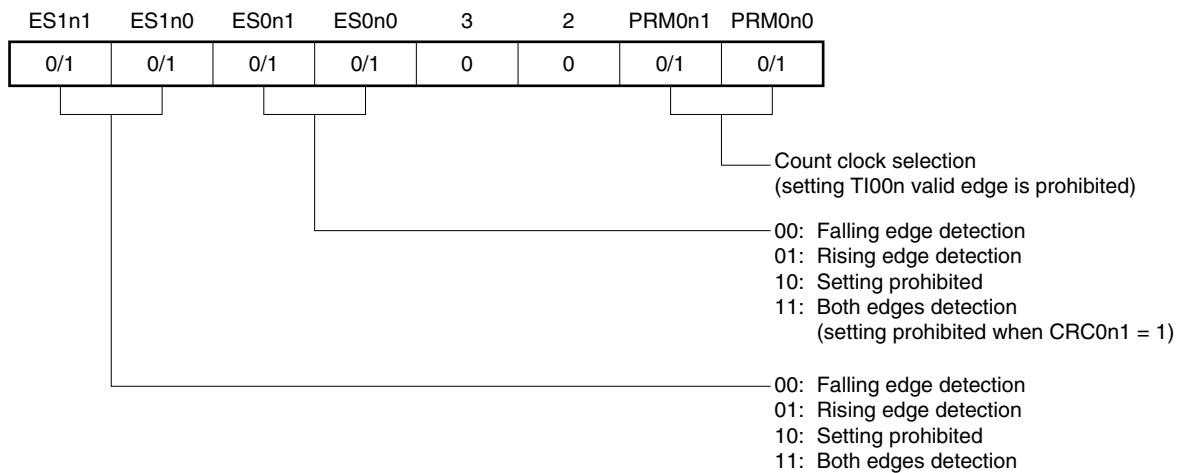 ES1n1 ES1n0 ES0n1 ES0n0 3 2 PRM0n1 PRM0n0
0/1 0/1 0/1 0/1 0 0 0/1 0/1
Count clock selection
(setting TI00n valid edge is prohibited)
00: Falling edge detection
01: Rising edge detection
10: Setting prohibited
11: Both edges detection
(setting prohibited when CRC0n1 = 1)
00: Falling edge detection
01: Rising edge detection
10: Setting prohibited
11: Both edges detection